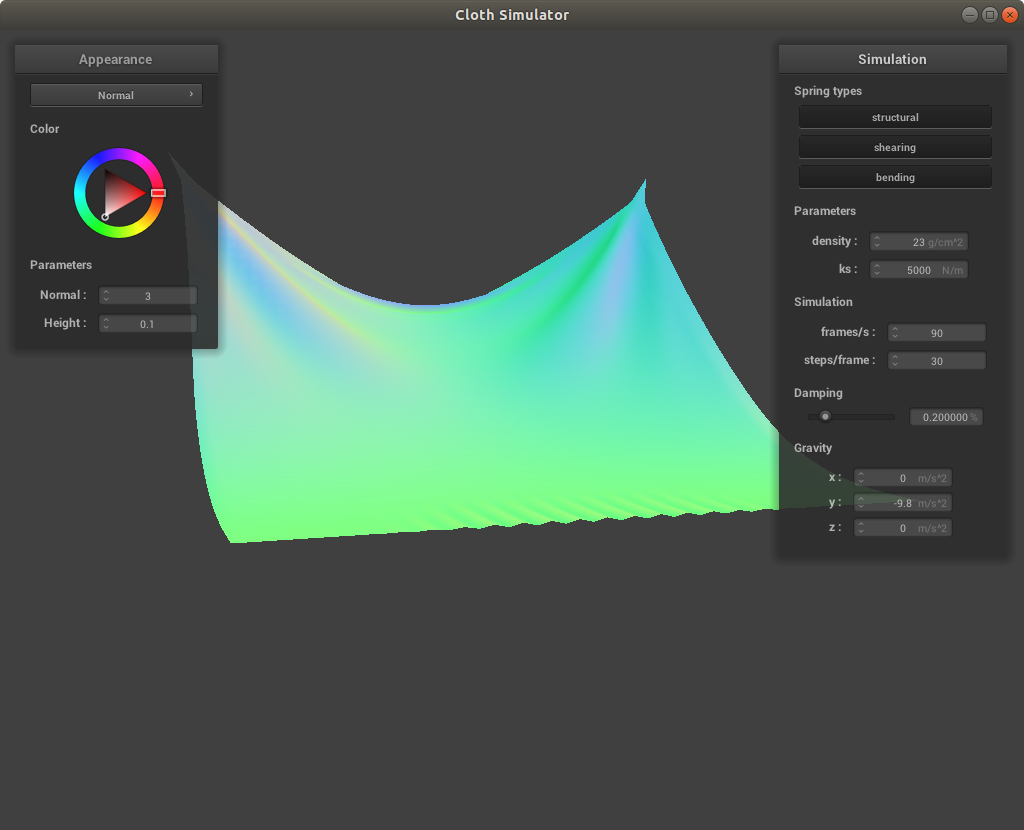 Cloth Simulator
Appearance
Normal
Color
Parameters
Normal : 3
Height : 0.1
Simulation
Spring types
structural
shearing
bending
Parameters
density : 23 g/cm^2
ks : 5000 N/m
Simulation
frames/s : 90
steps/frame : 30
Damping
0.200000 %
Gravity
x : 0 m/s^2
y : -9.8 m/s^2
z : 0 m/s^2